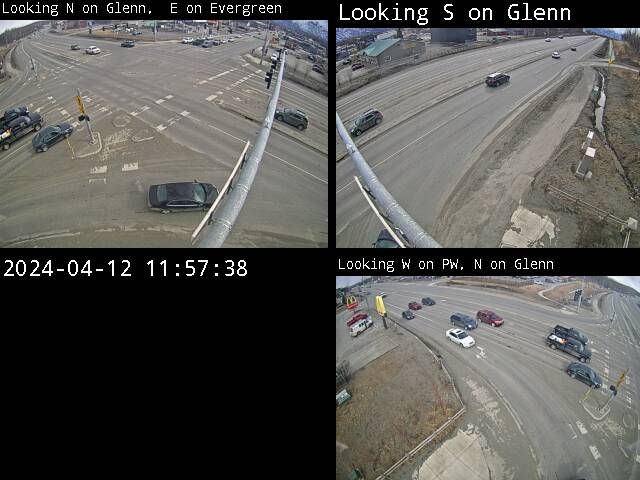 Looking N on Glenn,  E on Evergreen
Looking S on Glenn
2024-04-12 11:57:38
Looking W on PW, N on Glenn